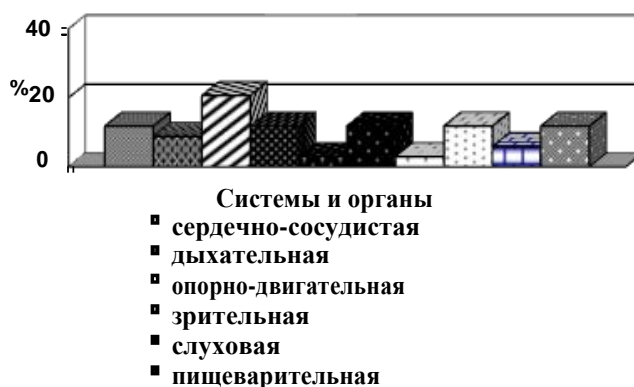 40
%20
0
Системы и органы
сердечно-сосудистая
дыхательная
опорно-двигательная
зрительная
слуховая
пищеварительная